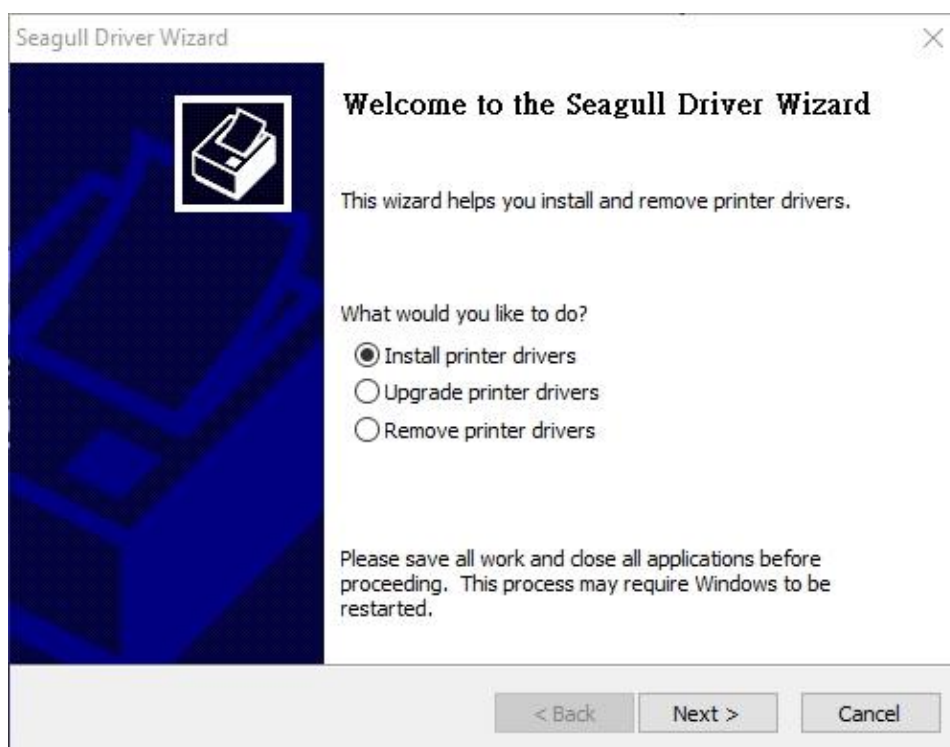 Seagull Driver Wizard
Welcome to the Seagull Driver Wizard
This wizard helps you install and remove printer drivers.
What would you like to do?
Install printer drivers
Upgrade printer drivers
Remove printer drivers
Please save all work and close all applications before
proceeding.  This process may require Windows to be
restarted.
< Back
Next >
Cancel